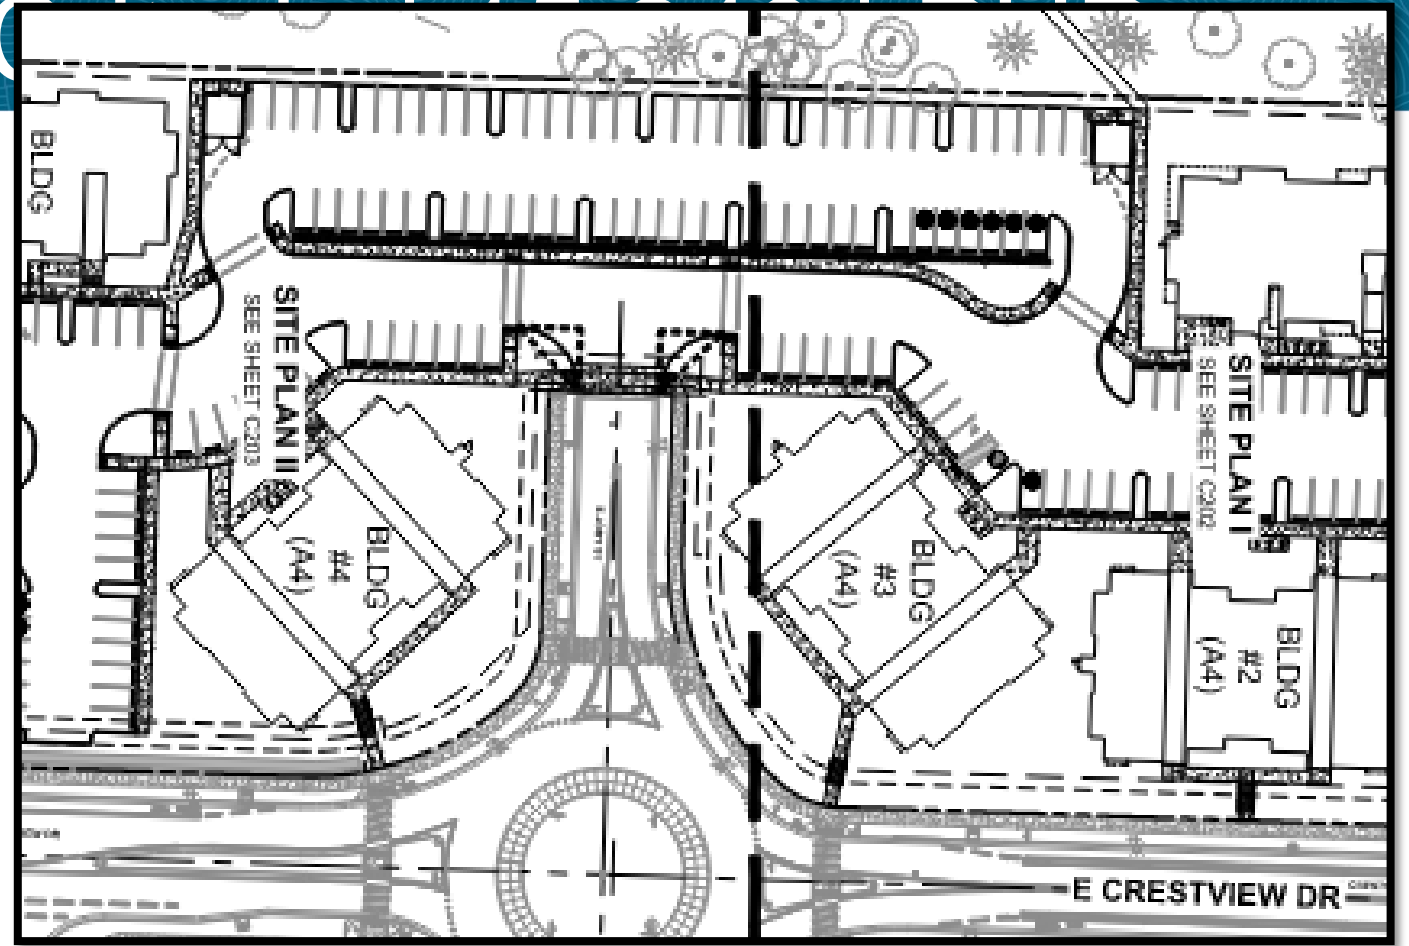 BLDG
SITE PLAN II
SEE SHEET C203
SITE PLAN I
SEE SHEET C202
BLDG
#4
(A4)
BLDG
#3
(A4)
BLDG
#2
(A4)
E CRESTVIEW DR